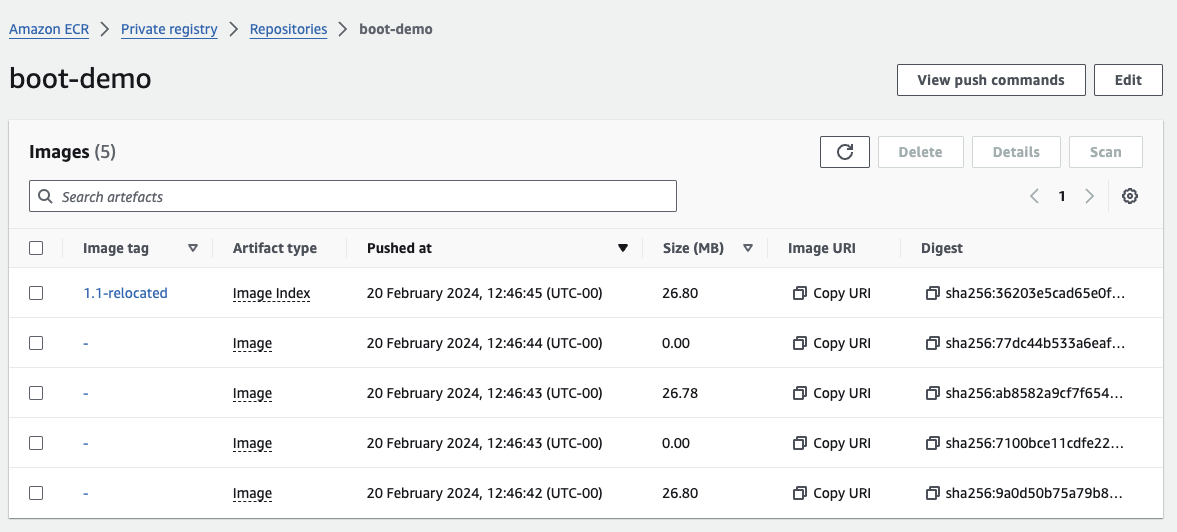 Amazon ECR > Private registry > Repositories > boot-demo
boot-demo
View push commands
Edit
Images (5)
Delete
Details
Scan
Search artefacts
1
Image tag Artifact type Pushed at Size (MB) Image URI Digest
1.1-relocated Image Index 20 February 2024, 12:46:45 (UTC-00) 26.80 Copy URI sha256:36203e5cad65e0f...
- Image 20 February 2024, 12:46:44 (UTC-00) 0.00 Copy URI sha256:77dc44b533a6eaf...
- Image 20 February 2024, 12:46:43 (UTC-00) 26.78 Copy URI sha256:ab8582a9cf7f654...
- Image 20 February 2024, 12:46:43 (UTC-00) 0.00 Copy URI sha256:7100bce11cdfe22...
- Image 20 February 2024, 12:46:42 (UTC-00) 26.80 Copy URI sha256:9a0d50b75a79b8...